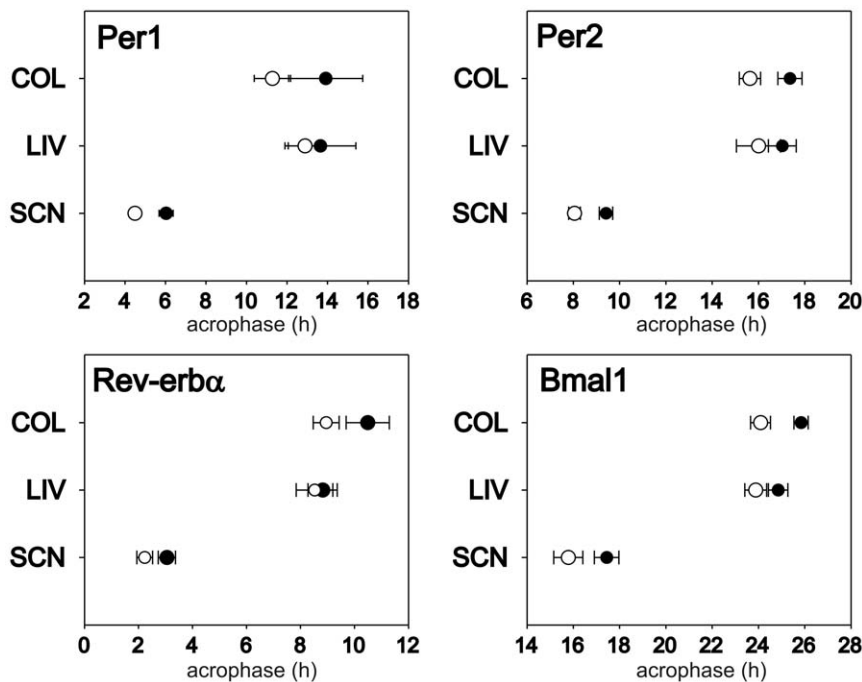 Per1
COL
LIV
SCN
2 4 6 8 10 12 14 16 18
acrophase (h)
Per2
COL
LIV
SCN
6 8 10 12 14 16 18 20
acrophase (h)
Rev-erbα
COL
LIV
SCN
0 2 4 6 8 10 12
acrophase (h)
Bmal1
COL
LIV
SCN
14 16 18 20 22 24 26 28
acrophase (h)